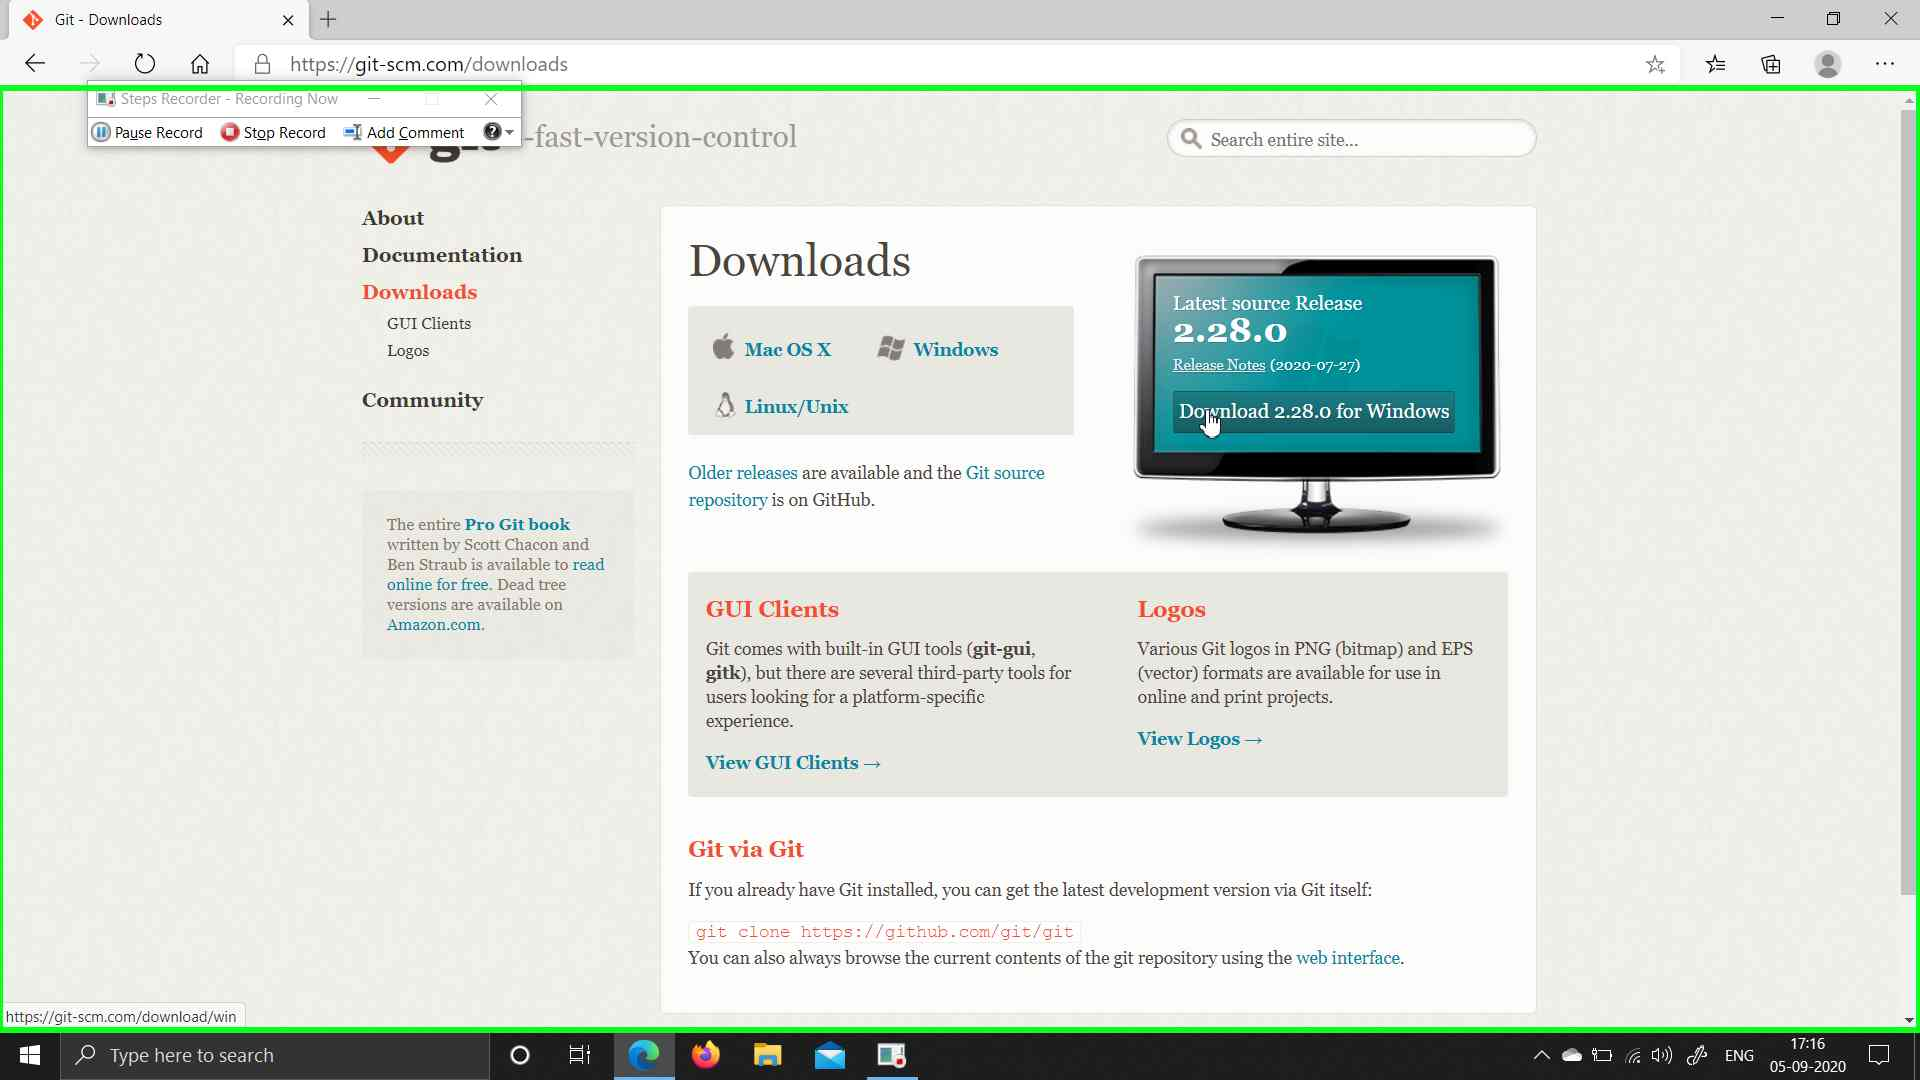 Git - Downloads
https://git-scm.com/downloads
Steps Recorder - Recording Now
Pause Record
Stop Record
Add Comment
-fast-version-control
Search entire site...
About
Documentation
Downloads
GUI Clients
Logos
Community
The entire Pro Git book
written by Scott Chacon and
Ben Straub is available to read
online for free. Dead tree
versions are available on
Amazon.com.
Downloads
Mac OS X
Windows
Linux/Unix
Older releases are available and the Git source
repository is on GitHub.
Latest source Release
2.28.0
Release Notes (2020-07-27)
Download 2.28.0 for Windows
GUI Clients
Git comes with built-in GUI tools (git-gui,
gitk), but there are several third-party tools for
users looking for a platform-specific
experience.
View GUI Clients →
Logos
Various Git logos in PNG (bitmap) and EPS
(vector) formats are available for use in
online and print projects.
View Logos →
Git via Git
If you already have Git installed, you can get the latest development version via Git itself:
git clone https://github.com/git/git
You can also always browse the current contents of the git repository using the web interface.
https://git-scm.com/download/win
Type here to search
ENG
17:16
05-09-2020